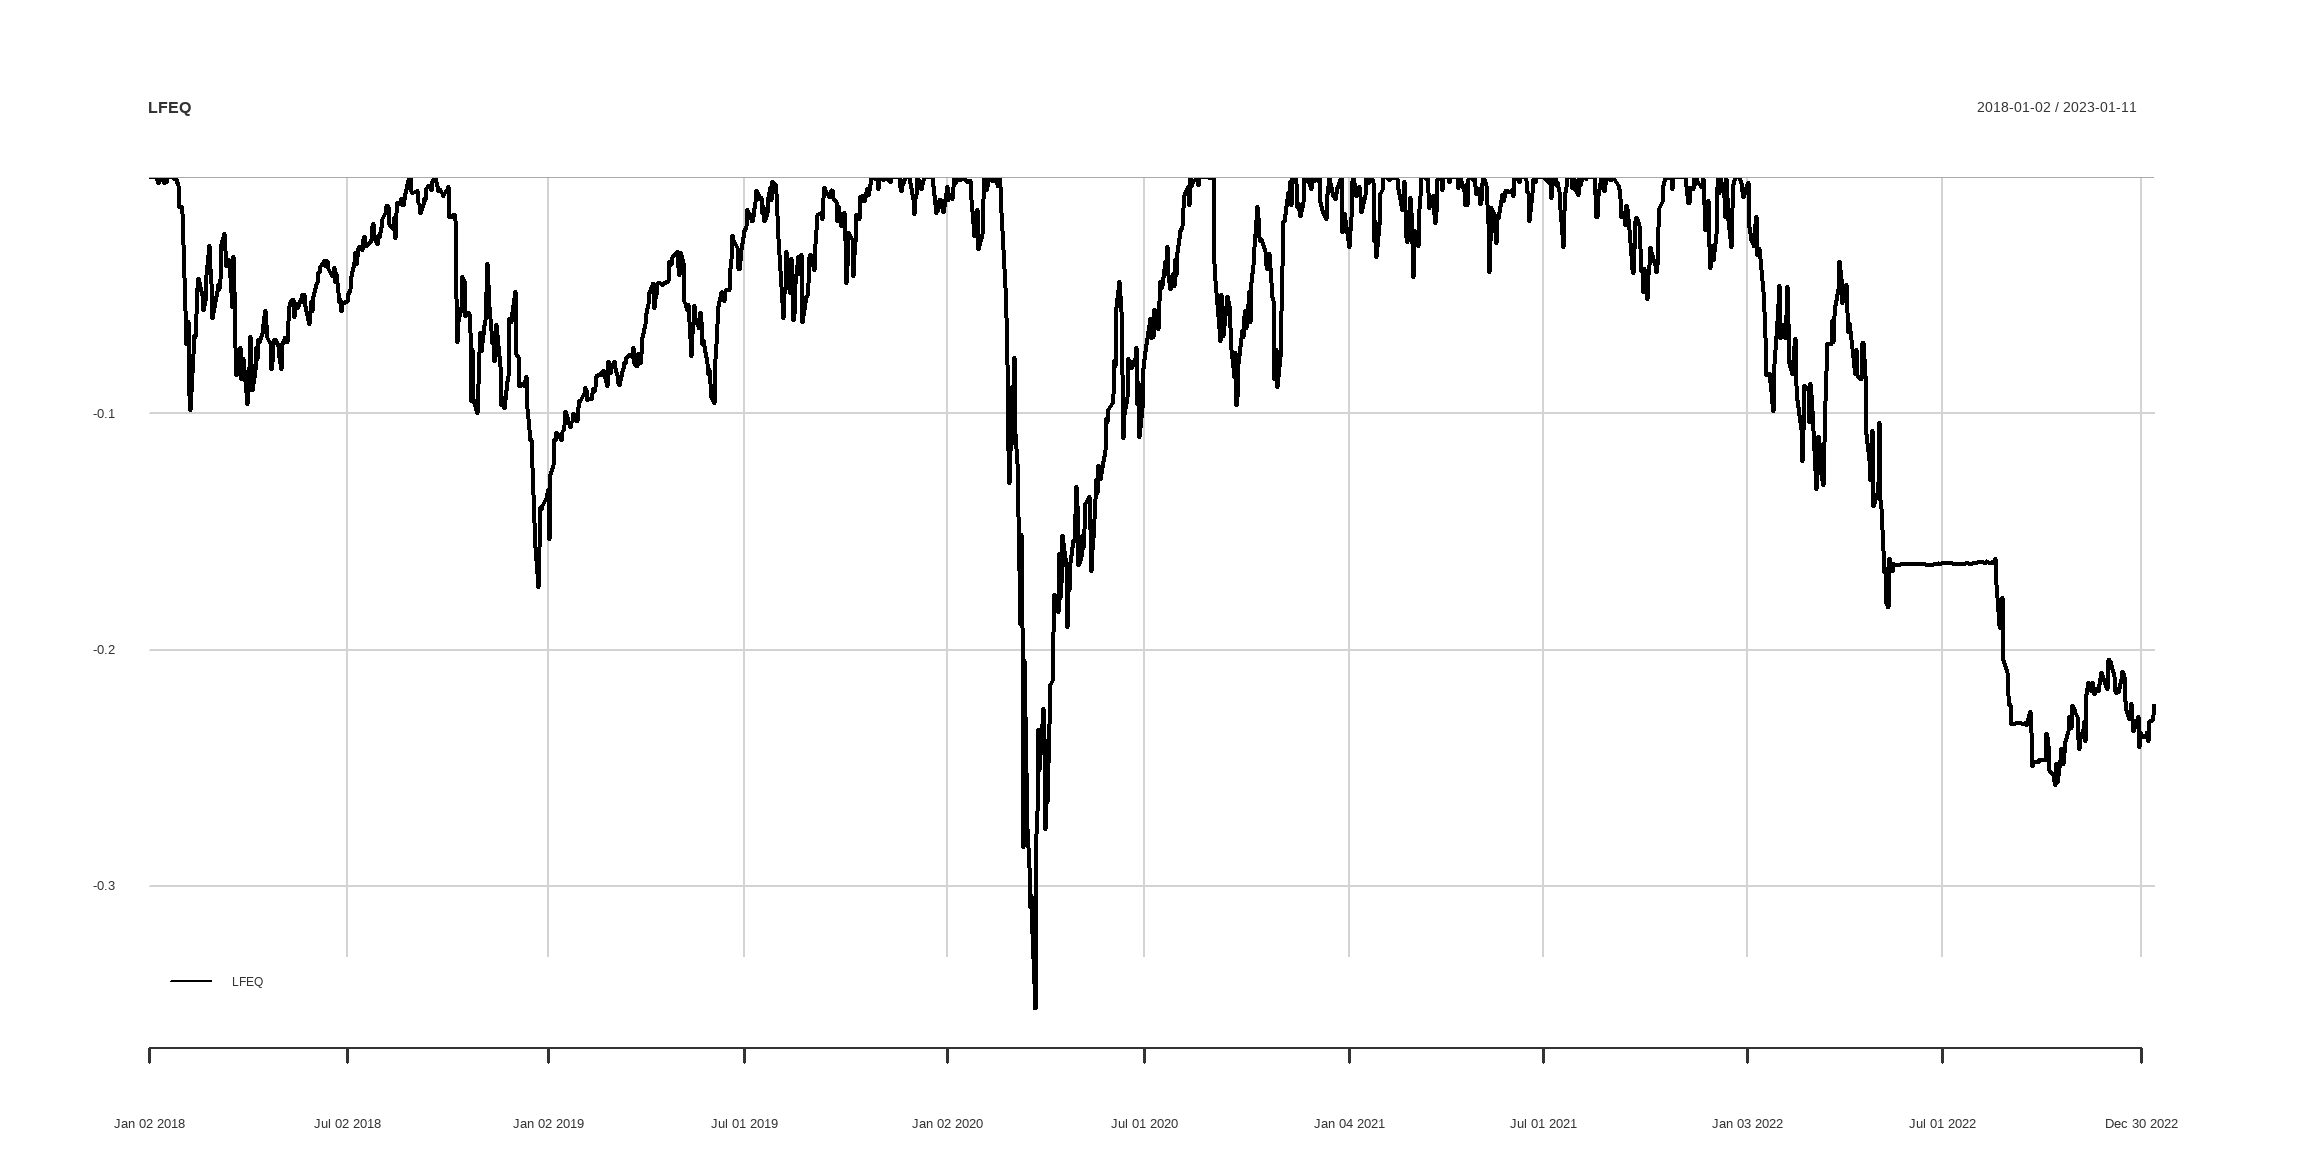 LFEQ
2018-01-02 / 2023-01-11
-0.1
-0.2
-0.3
LFEQ
Jan 02 2018
Jul 02 2018
Jan 02 2019
Jul 01 2019
Jan 02 2020
Jul 01 2020
Jan 04 2021
Jul 01 2021
Jan 03 2022
Jul 01 2022
Dec 30 2022